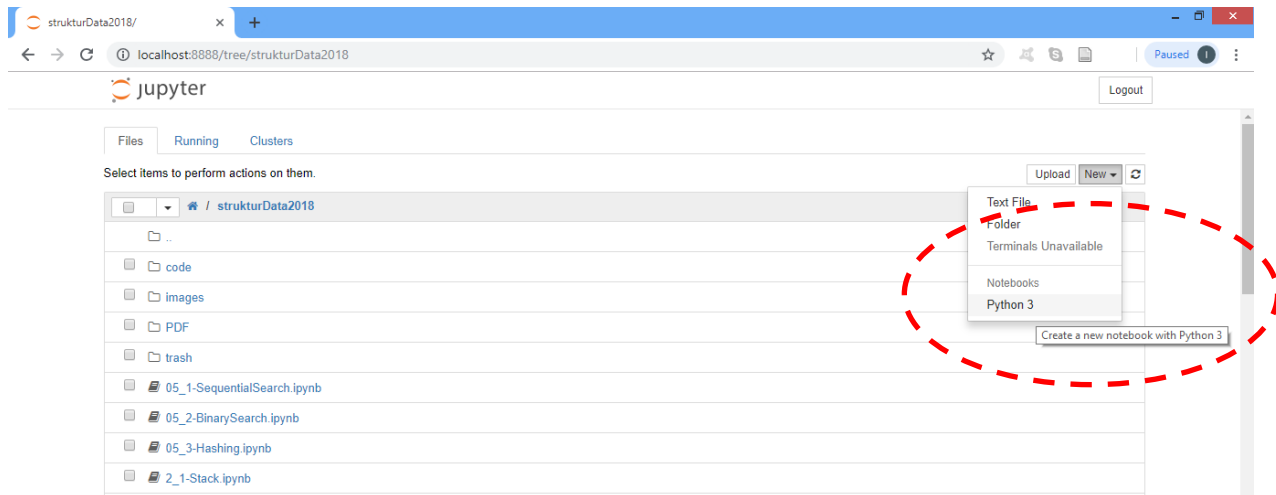 strukturData2018/
localhost:8888/tree/strukturData2018
Paused I
jupyter
Logout
Files Running Clusters
Select items to perform actions on them.
Upload New
/ strukturData2018
Text File
Folder
Terminals Unavailable
Notebooks
Python 3
Create a new notebook with Python 3
..
code
images
PDF
trash
05_1-SequentialSearch.ipynb
05_2-BinarySearch.ipynb
05_3-Hashing.ipynb
2_1-Stack.ipynb